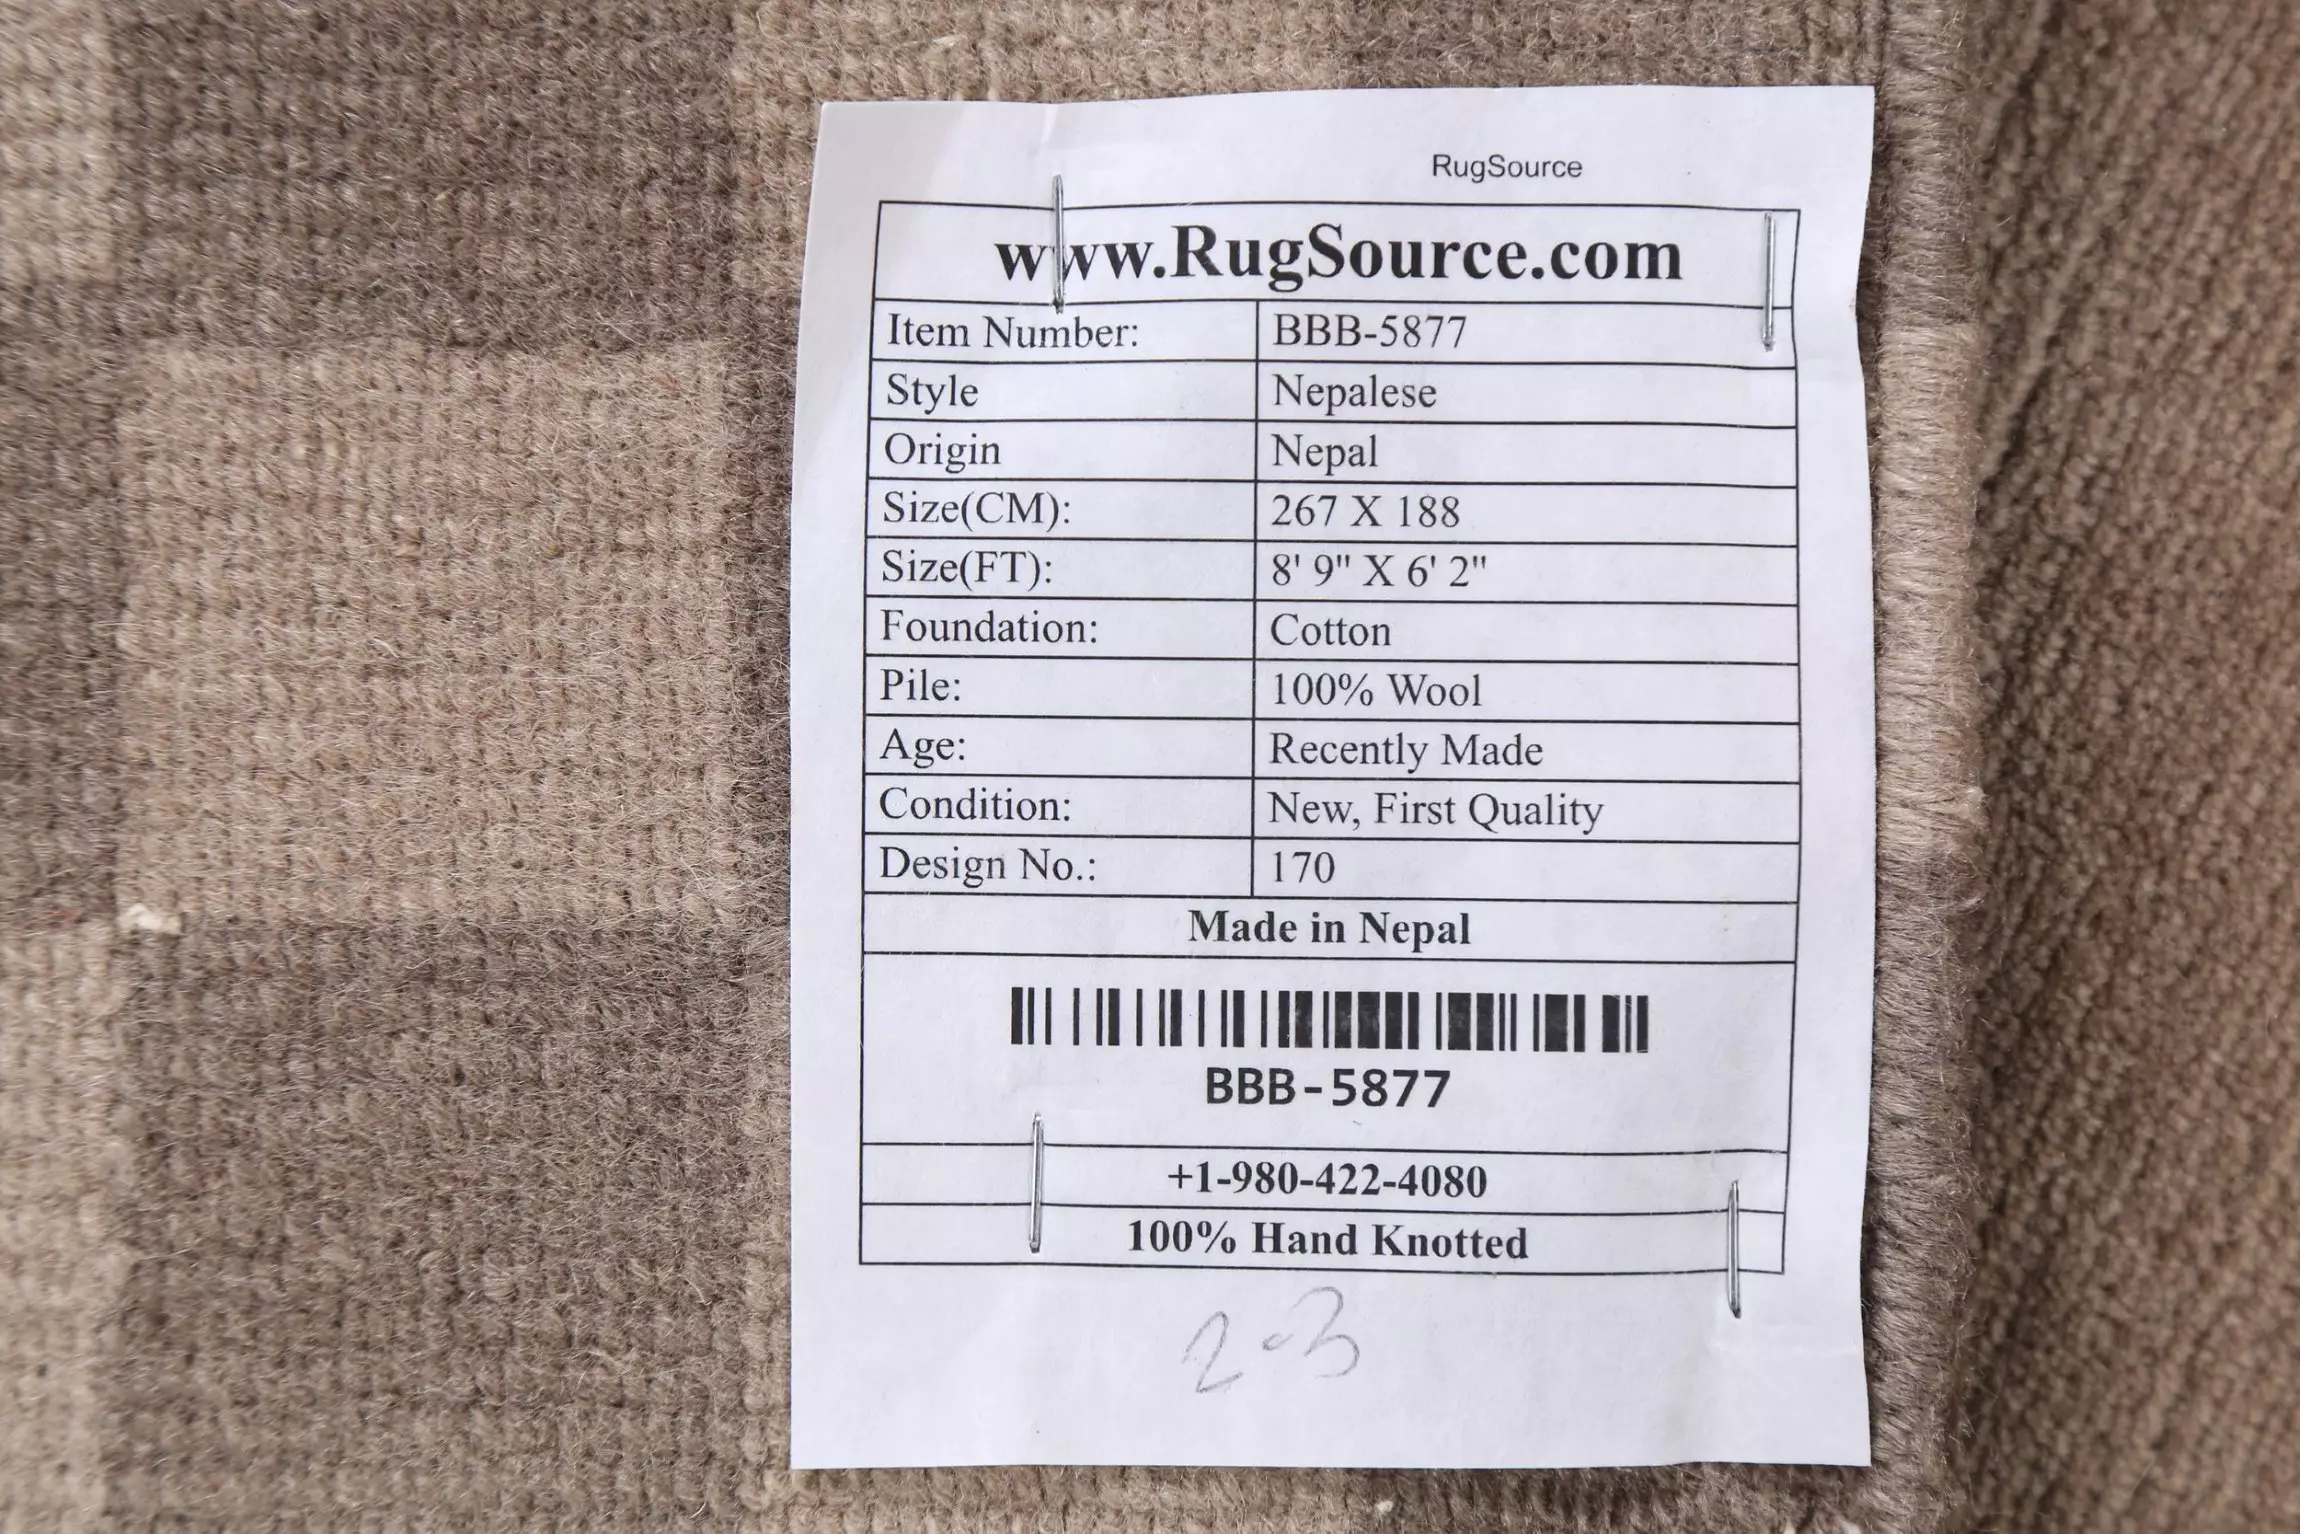 RugSource
www.RugSource.com
Item Number: BBB-5877
Style Nepalese
Origin Nepal
Size(CM): 267 X 188
Size(FT): 8' 9" X 6' 2"
Foundation: Cotton
Pile: 100% Wool
Age: Recently Made
Condition: New, First Quality
Design No.: 170
Made in Nepal
BBB-5877
+1-980-422-4080
100% Hand Knotted
2-3